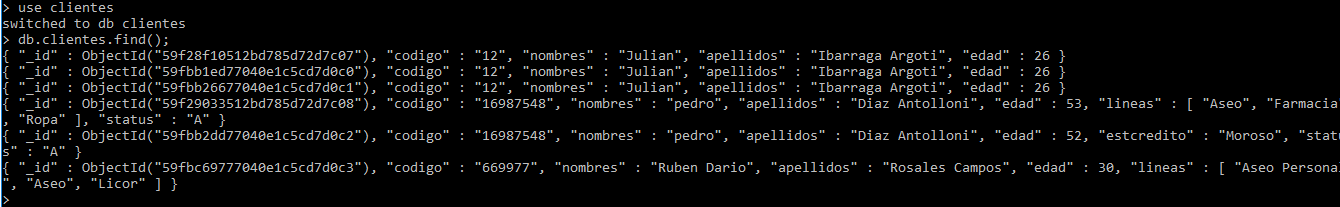 > use clientes
switched to db clientes
> db.clientes.find();
{ "_id" : ObjectId("59f28f10512bd785d72d7c07"), "codigo" : "12", "nombres" : "Julian", "apellidos" : "Ibarraga Argoti", "edad" : 26 }
{ "_id" : ObjectId("59fbb1ed77040e1c5cd7d0c0"), "codigo" : "12", "nombres" : "Julian", "apellidos" : "Ibarraga Argoti", "edad" : 26 }
{ "_id" : ObjectId("59fbb26677040e1c5cd7d0c1"), "codigo" : "12", "nombres" : "Julian", "apellidos" : "Ibarraga Argoti", "edad" : 26 }
{ "_id" : ObjectId("59f29033512bd785d72d7c08"), "codigo" : "16987548", "nombres" : "pedro", "apellidos" : "Diaz Antolloni", "edad" : 53, "lineas" : [ "Aseo", "Farmacia"
, "Ropa" ], "status" : "A" }
{ "_id" : ObjectId("59fbb2dd77040e1c5cd7d0c2"), "codigo" : "16987548", "nombres" : "pedro", "apellidos" : "Diaz Antolloni", "edad" : 52, "estcredito" : "Moroso", "statu
s" : "A" }
{ "_id" : ObjectId("59fbc69777040e1c5cd7d0c3"), "codigo" : "669977", "nombres" : "Ruben Dario", "apellidos" : "Rosales Campos", "edad" : 30, "lineas" : [ "Aseo Personal
", "Aseo", "Licor" ] }
>